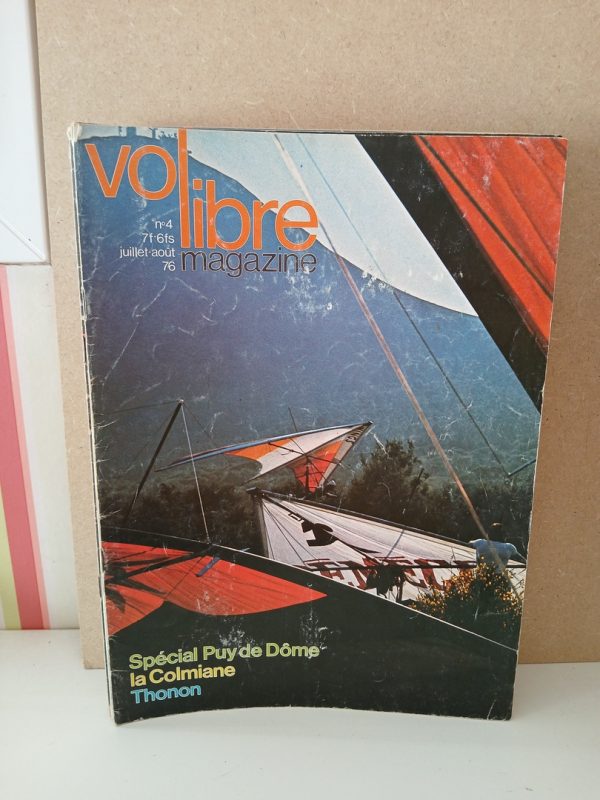 vol libre
magazine
n°4
7f·6fs
juillet·août
76
Spécial Puy de Dôme
la Colmiane
Thonon